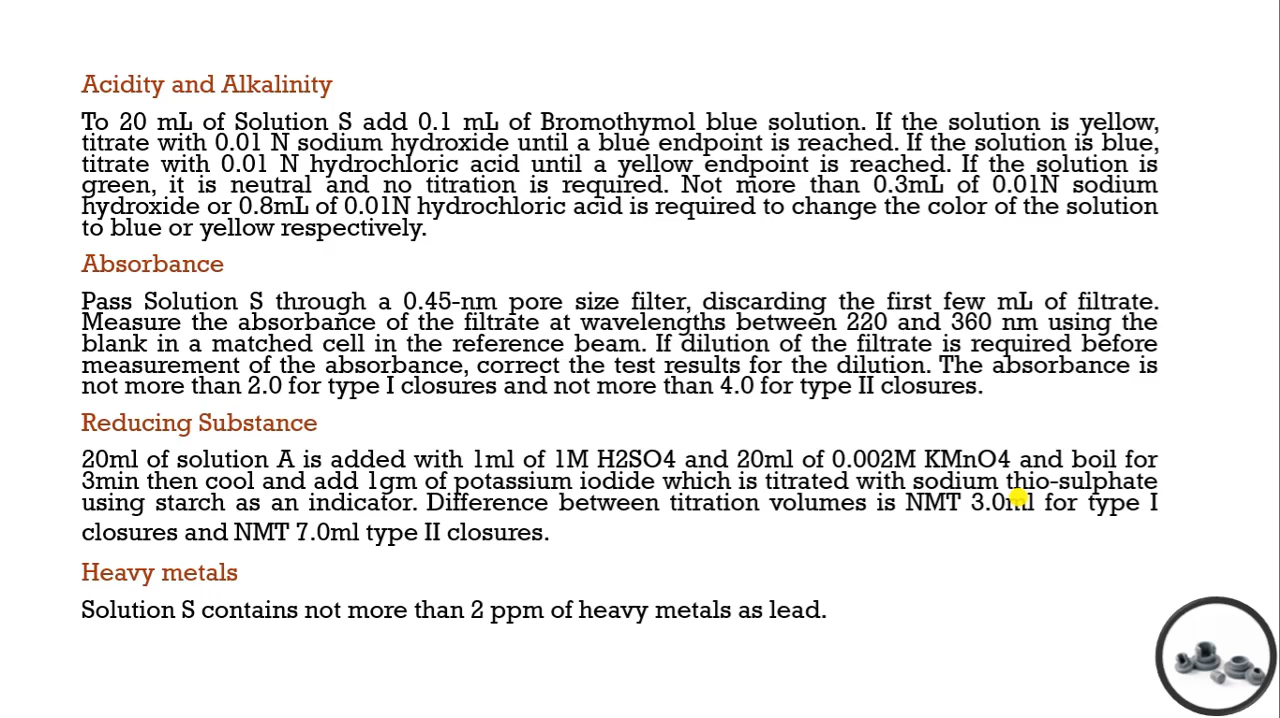 Acidity and Alkalinity
To 20 mL of Solution S add 0.1 mL of Bromothymol blue solution. If the solution is yellow,
titrate with 0.01 N sodium hydroxide until a blue endpoint is reached. If the solution is blue,
titrate with 0.01 N hydrochloric acid until a yellow endpoint is reached. If the solution is
green, it is neutral and no titration is required. Not more than 0.3mL of 0.01N sodium
hydroxide or 0.8mL of 0.01N hydrochloric acid is required to change the color of the solution
to blue or yellow respectively.
Absorbance
Pass Solution S through a 0.45-nm pore size filter, discarding the first few mL of filtrate.
Measure the absorbance of the filtrate at wavelengths between 220 and 360 nm using the
blank in a matched cell in the reference beam. If dilution of the filtrate is required before
measurement of the absorbance, correct the test results for the dilution. The absorbance is
not more than 2.0 for type I closures and not more than 4.0 for type II closures.
Reducing Substance
20ml of solution A is added with 1ml of 1M H2SO4 and 20ml of 0.002M KMnO4 and boil for
3min then cool and add 1gm of potassium iodide which is titrated with sodium thio-sulphate
using starch as an indicator. Difference between titration volumes is NMT 3.0ml for type I
closures and NMT 7.0ml type II closures.
Heavy metals
Solution S contains not more than 2 ppm of heavy metals as lead.